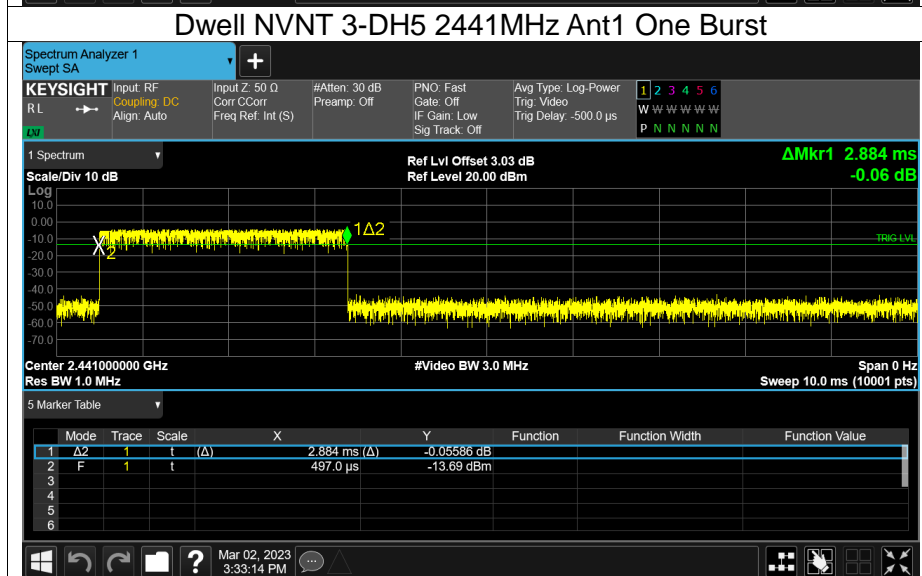 Dwell NVNT 3-DH5 2441MHz Ant1 One Burst
Spectrum Analyzer 1
Swept SA
+
KEYSIGHT Input: RF Input Z: 50 Ω #Atten: 30 dB PNO: Fast Avg Type: Log-Power 1 2 3 4 5 6
RL Coupling: DC Corr CCorr Preamp: Off Gate: Off Trig: Video W W W W W W
Align: Auto Freq Ref: Int (S) IF Gain: Low Trig Delay: -500.0 µs
LXI Sig Track: Off P N N N N N
1 Spectrum Ref Lvl Offset 3.03 dB ΔMkr1 2.884 ms
Scale/Div 10 dB Ref Level 20.00 dBm -0.06 dB
Log
10.0
0.00
1Δ2
-10.0
TRIG LVL
2
-20.0
-30.0
-40.0
-50.0
-60.0
-70.0
Center 2.441000000 GHz #Video BW 3.0 MHz Span 0 Hz
Res BW 1.0 MHz Sweep 10.0 ms (10001 pts)
5 Marker Table
Mode Trace Scale X Y Function Function Width Function Value
1 Δ2 1 t (Δ) 2.884 ms (Δ) -0.05586 dB
2 F 1 t 497.0 µs -13.69 dBm
3
4
5
6
? Mar 02, 2023
3:33:14 PM